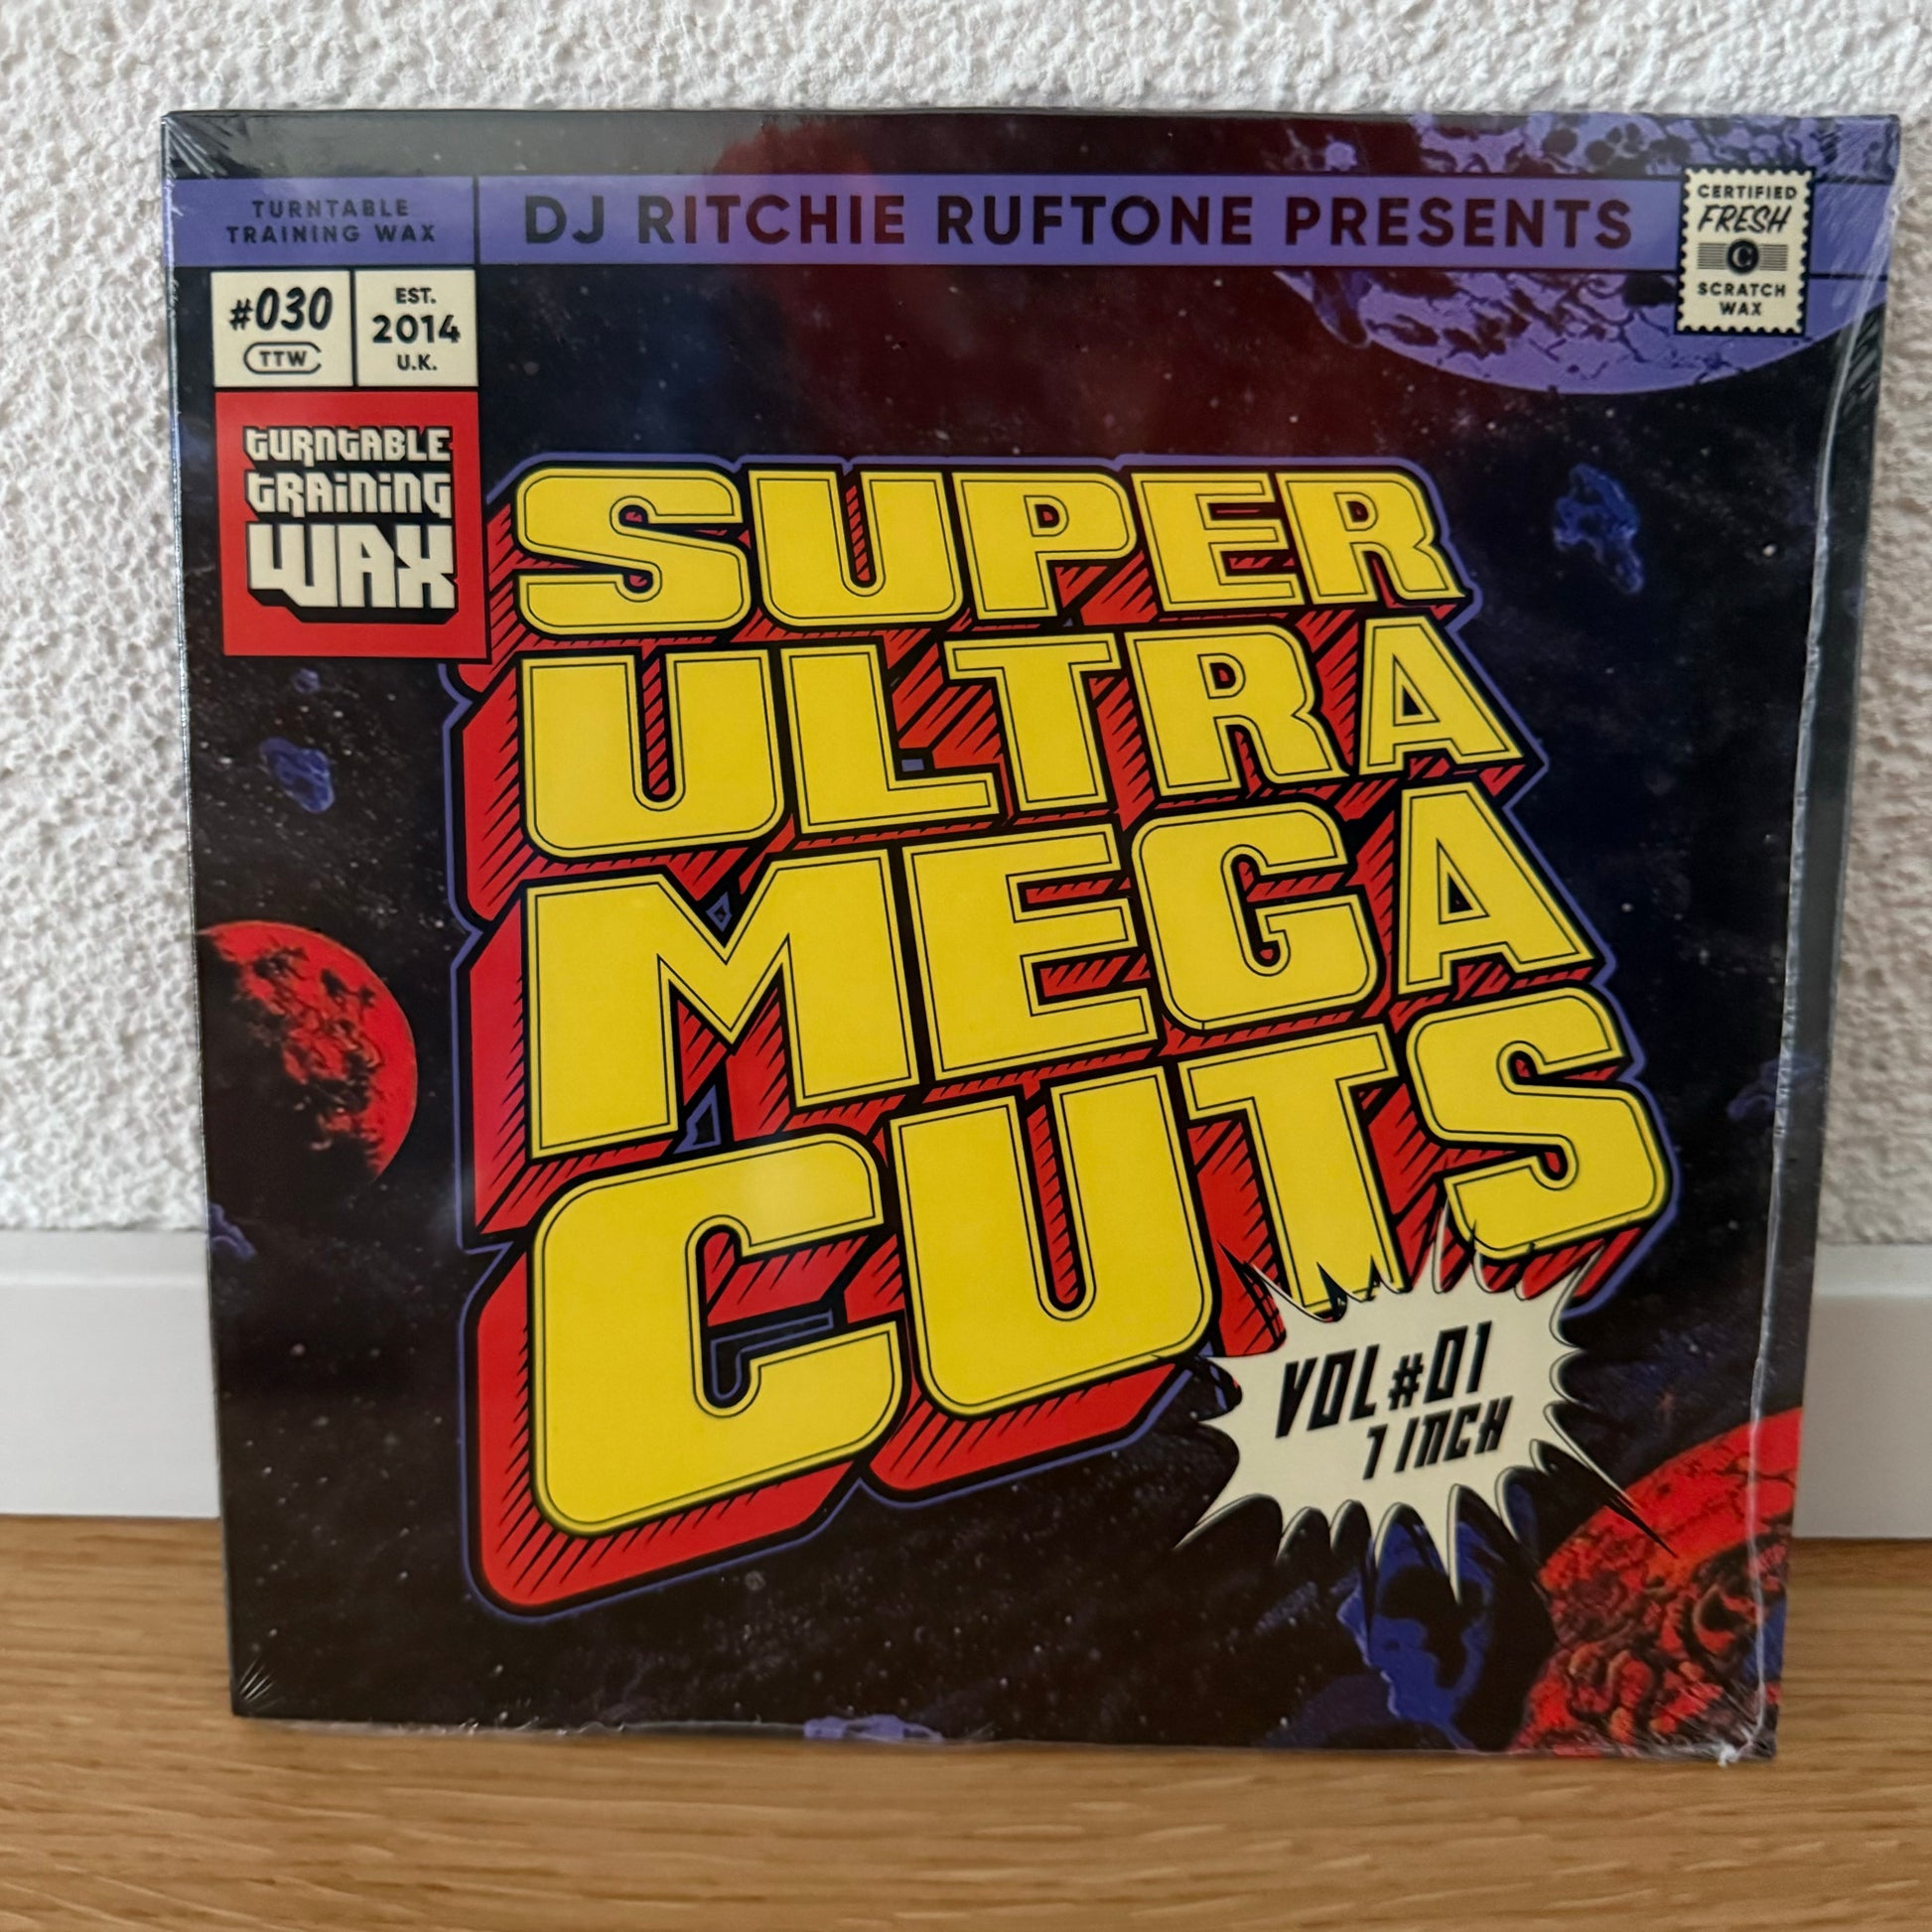 TURNTABLE
TRAINING WAX
DJ RITCHIE RUFTONE PRESENTS
CERTIFIED
FRESH
C
SCRATCH
WAX
#030
TTW
EST.
2014
U.K.
TURNTABLE
TRAINING
WAX
SUPER
ULTRA
MEGA
CUTS
VOL#01
7 INCH